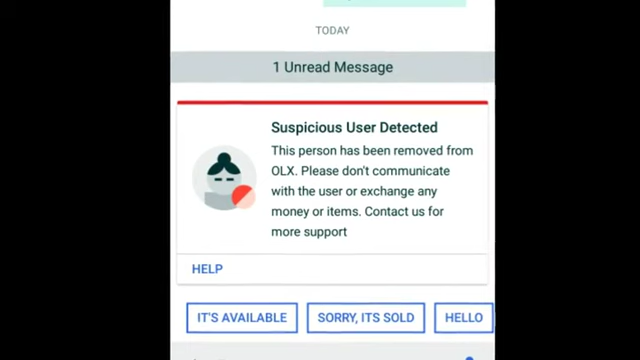 TODAY
1 Unread Message
Suspicious User Detected
This person has been removed from
OLX. Please don't communicate
with the user or exchange any
money or items. Contact us for
more support
HELP
IT'S AVAILABLE
SORRY, ITS SOLD
HELLO